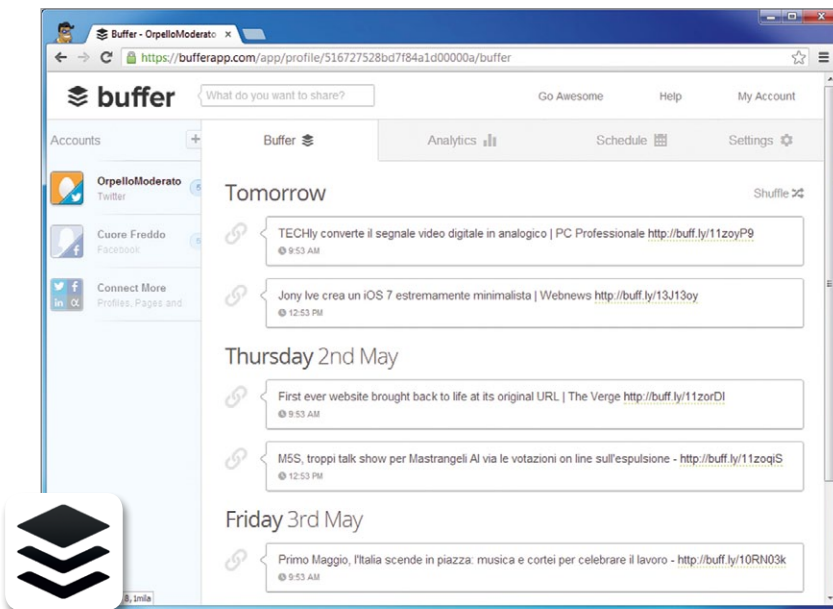 Buffer - OrpelloModerato
https://bufferapp.com/app/profile/516727528bd7f84a1d00000a/buffer
buffer
What do you want to share?
Go Awesome
Help
My Account
Accounts
Buffer
Analytics
Schedule
Settings
OrpelloModerato
Twitter
Cuore Freddo
Facebook
Connect More
Profiles, Pages and
Tomorrow
Shuffle
TECHly converte il segnale video digitale in analogico | PC Professionale http://buff.ly/11zoyP9
9:53 AM
Jony Ive crea un iOS 7 estremamente minimalista | Webnews http://buff.ly/13J13oy
12:53 PM
Thursday 2nd May
First ever website brought back to life at its original URL | The Verge http://buff.ly/11zorDI
9:53 AM
M5S, troppi talk show per Mastrangeli Al via le votazioni on line sull'espulsione - http://buff.ly/11zoqiS
12:53 PM
Friday 3rd May
Primo Maggio, l'Italia scende in piazza: musica e cortei per celebrare il lavoro - http://buff.ly/10RN03k
9:53 AM